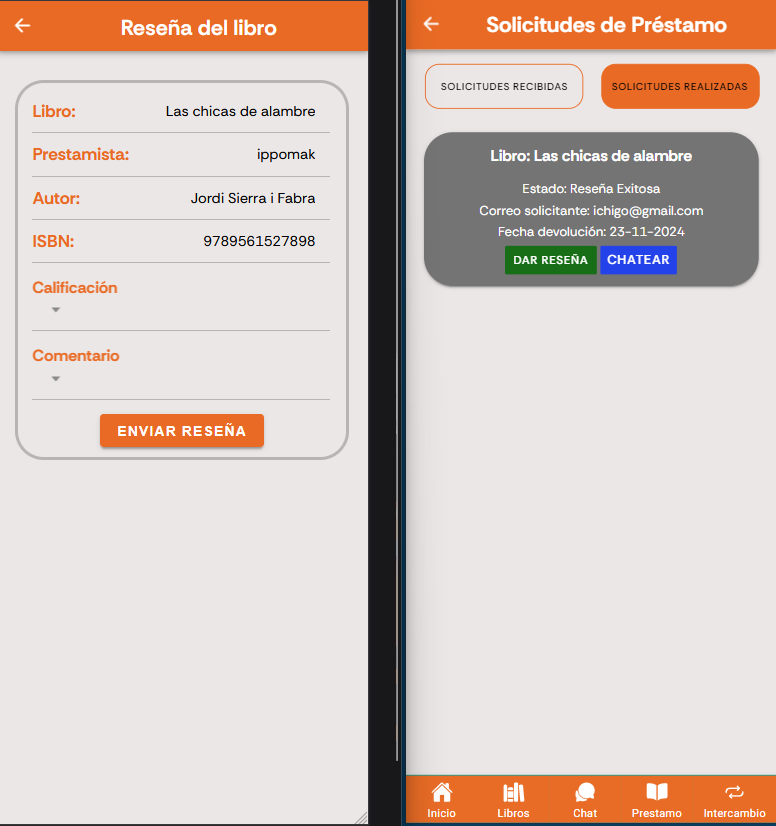 Reseña del libro
Libro: Las chicas de alambre
Prestamista: ippomak
Autor: Jordi Sierra i Fabra
ISBN: 9789561527898
Calificación
Comentario
ENVIAR RESEÑA
Solicitudes de Préstamo
SOLICITUDES RECIBIDAS SOLICITUDES REALIZADAS
Libro: Las chicas de alambre
Estado: Reseña Exitosa
Correo solicitante: ichigo@gmail.com
Fecha devolución: 23-11-2024
DAR RESEÑA CHATEAR
Inicio Libros Chat Prestamo Intercambio